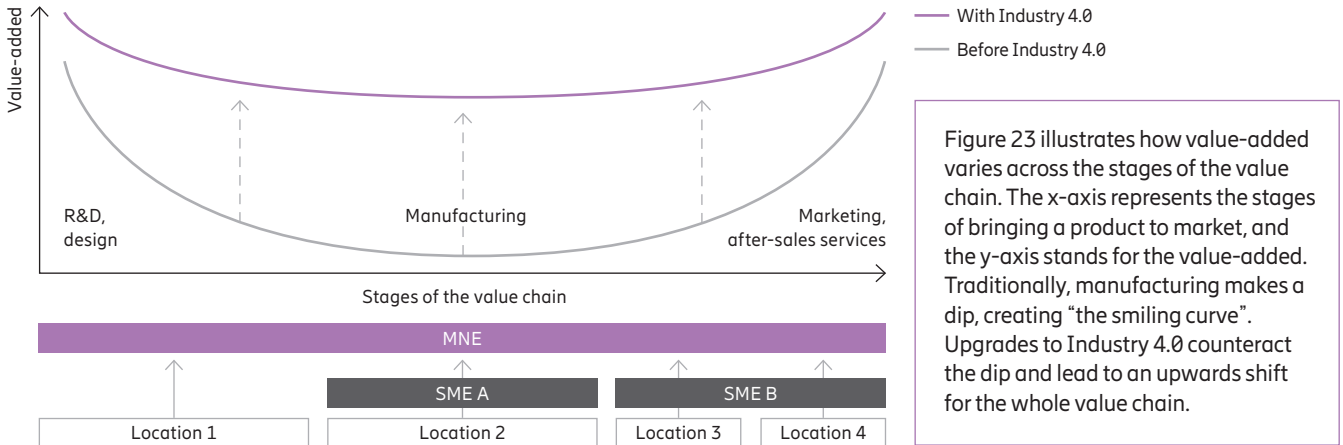 Value-added
With Industry 4.0
Before Industry 4.0
R&D,
design
Manufacturing
Marketing,
after-sales services
Stages of the value chain
MNE
SME A
SME B
Location 1
Location 2
Location 3
Location 4
Figure 23 illustrates how value-added
varies across the stages of the value
chain. The x-axis represents the stages
of bringing a product to market, and
the y-axis stands for the value-added.
Traditionally, manufacturing makes a
dip, creating “the smiling curve”.
Upgrades to Industry 4.0 counteract
the dip and lead to an upwards shift
for the whole value chain.